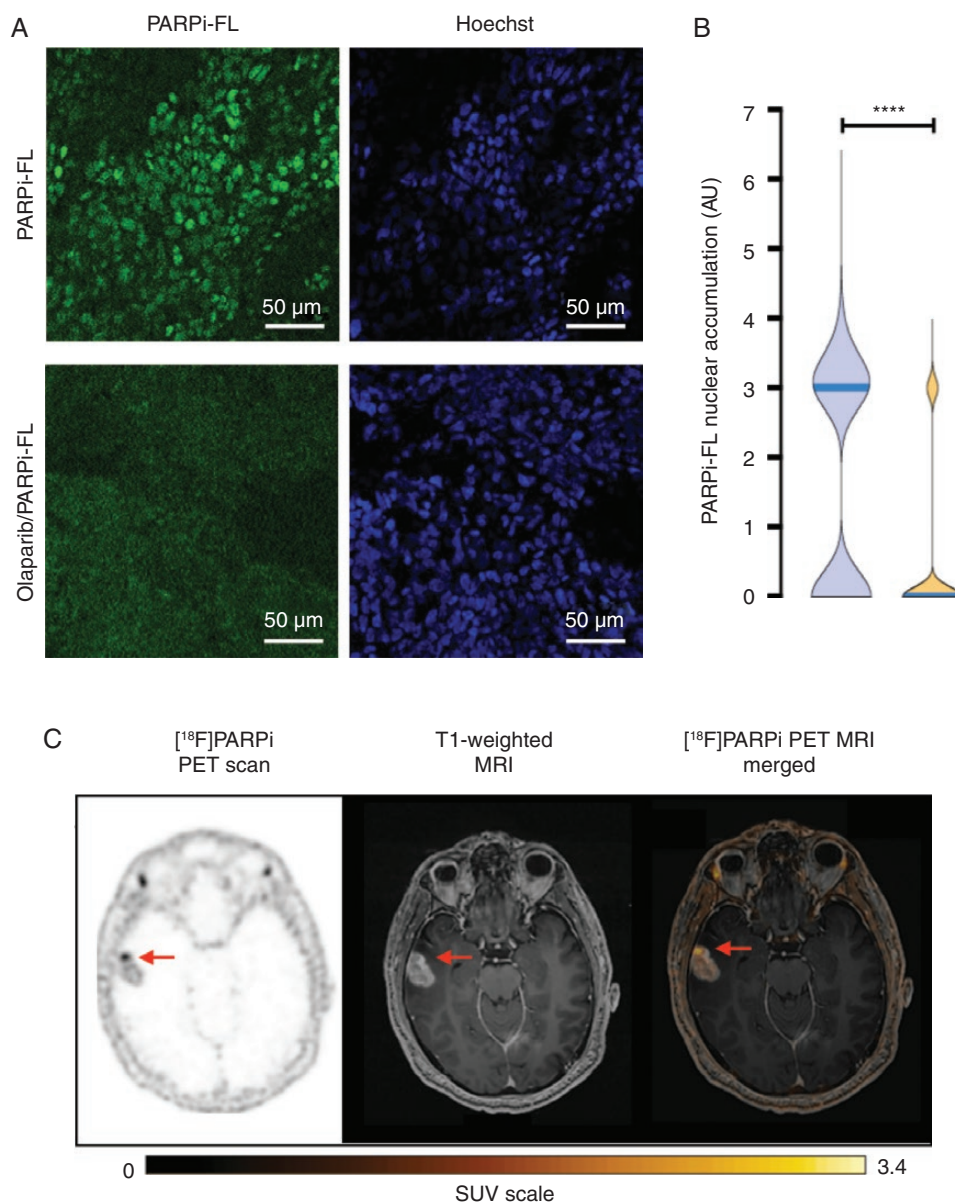 A
PARPi-FL
Hoechst
PARPi-FL
50 µm
50 µm
Olaparib/PARPi-FL
50 µm
50 µm
B
****
PARPi-FL nuclear accumulation (AU)
7
6
5
4
3
2
1
0
C
[¹⁸F]PARPi
PET scan
T1-weighted
MRI
[¹⁸F]PARPi PET MRI
merged
0
3.4
SUV scale